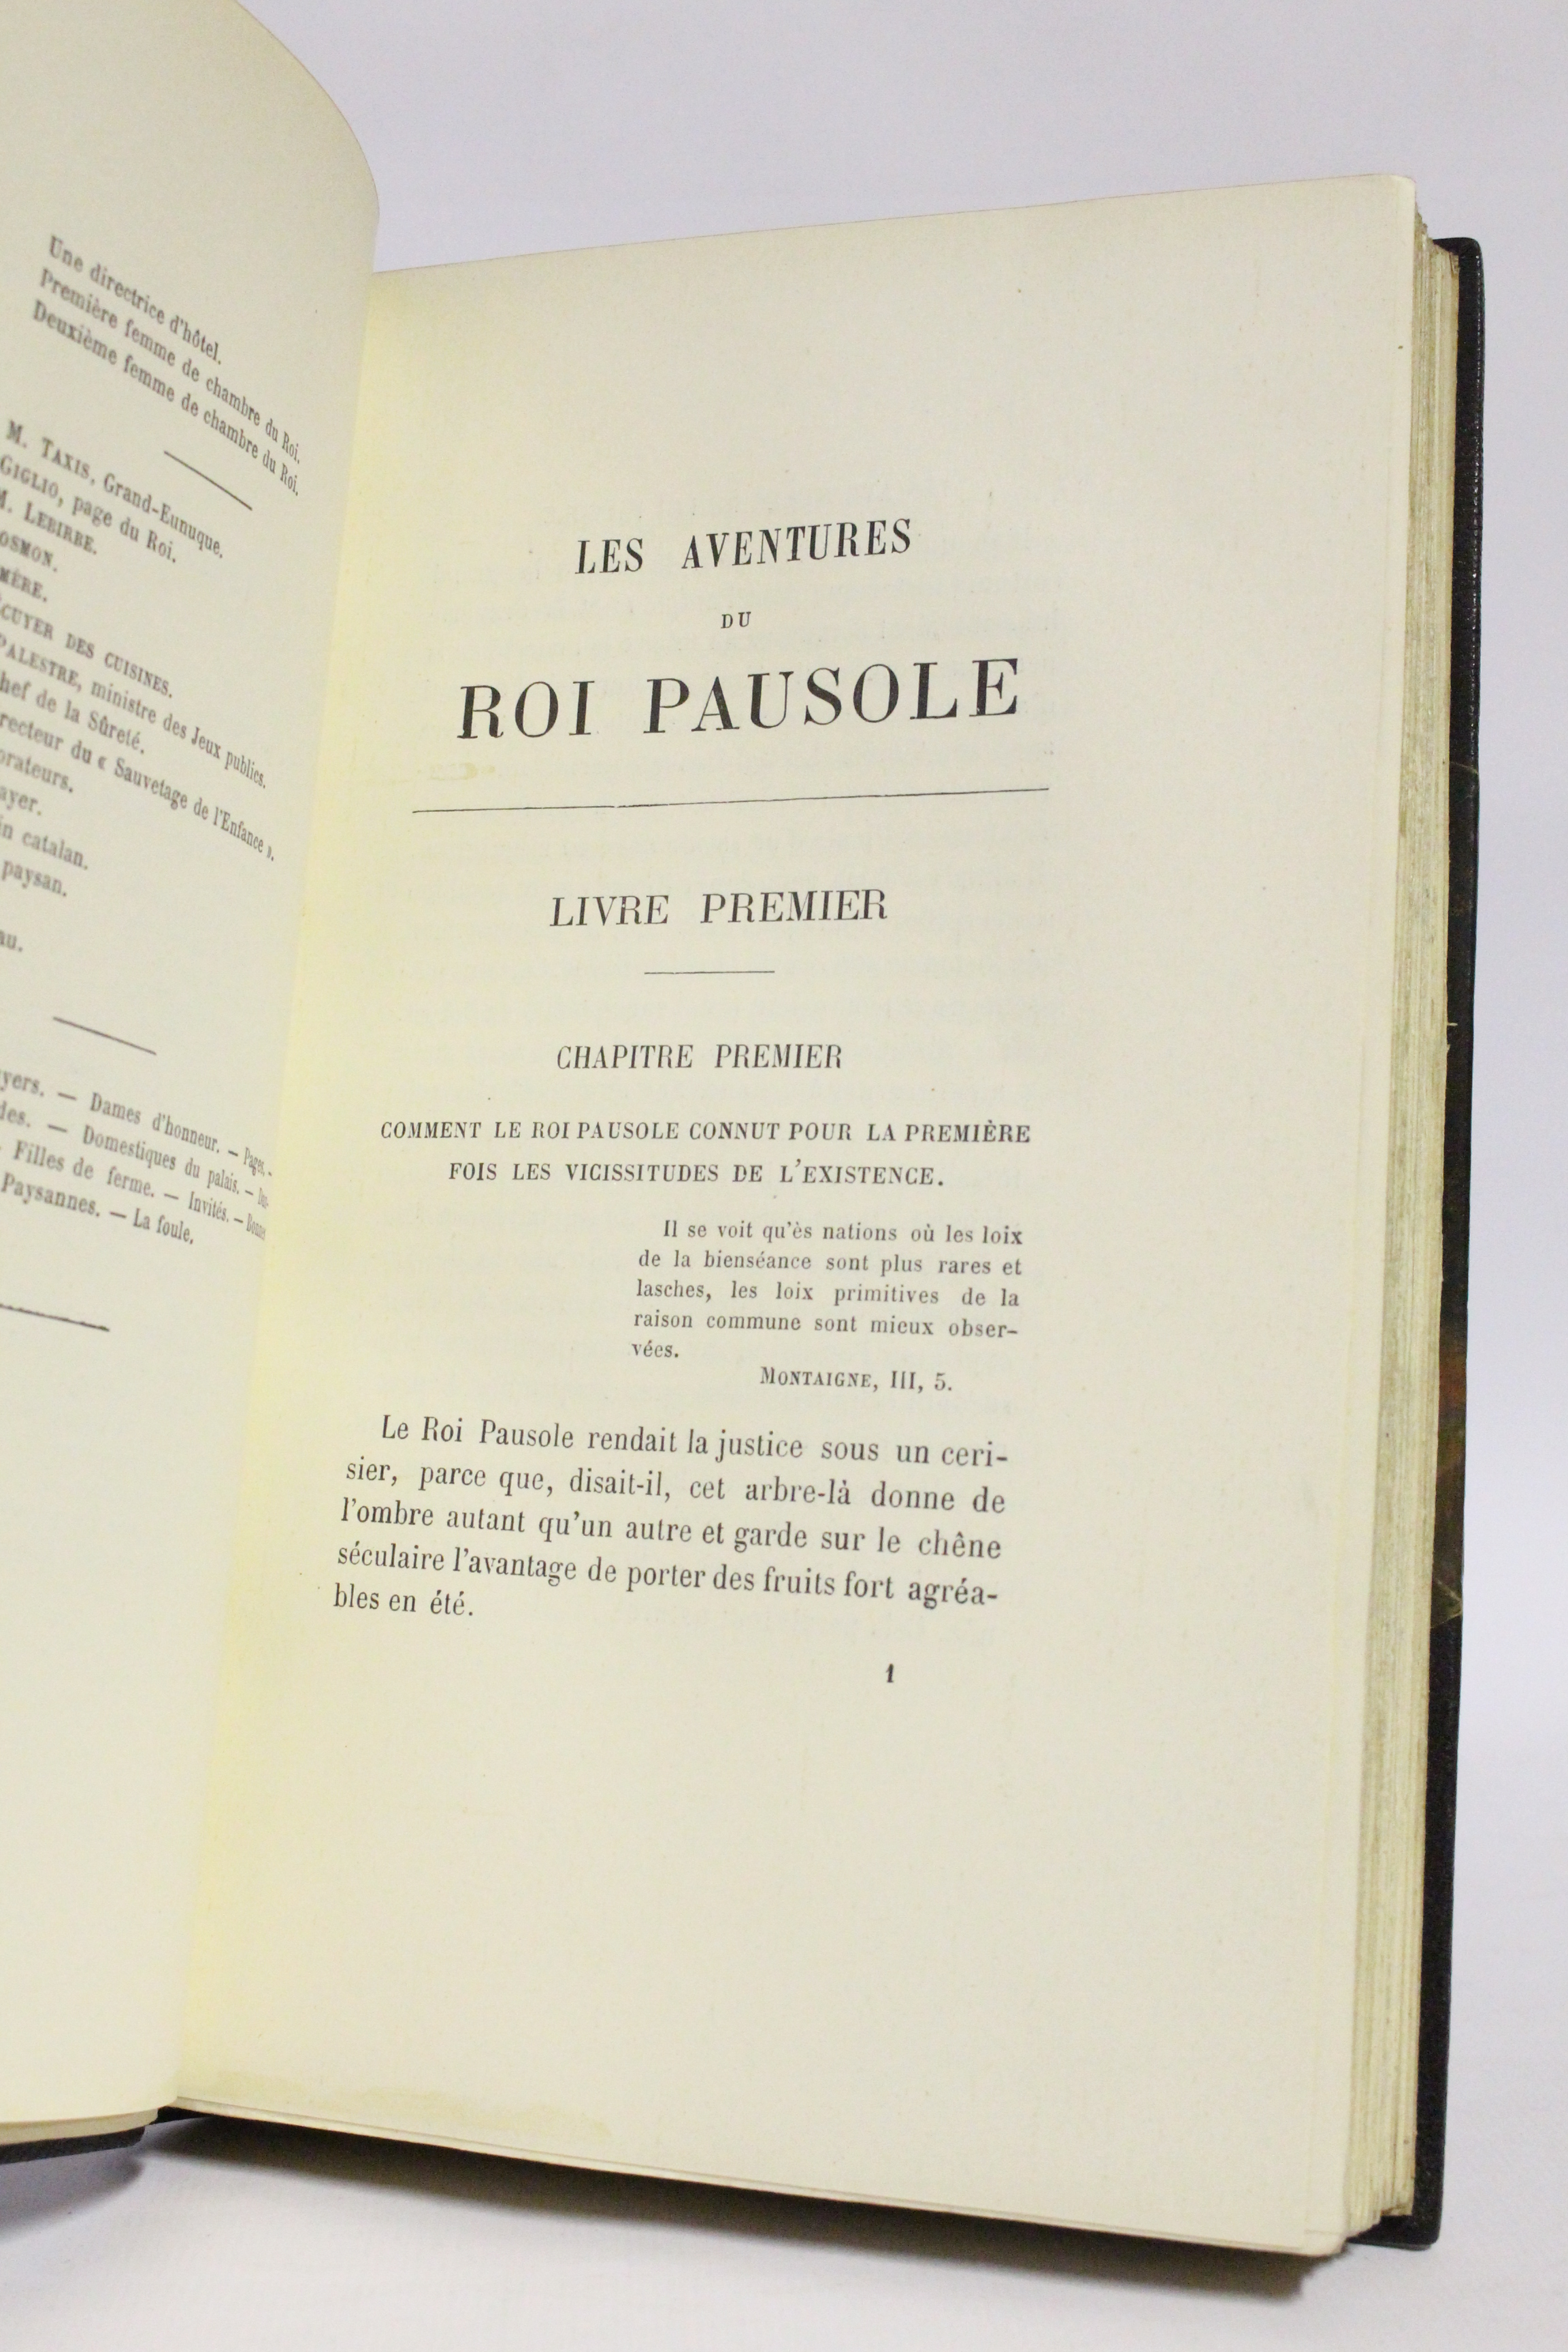 Une directrice d'hôtel.
Première femme de chambre du Roi.
Deuxième femme de chambre du Roi.
M. TAXIS, Grand-Eunuque.
GIGLIO, page du Roi.
M. LEBIRBE.
DES CUISINES.
PALESTRE, ministre des Jeux publics.
de la Sûreté.
du « Sauvetage de l'Enfance ».
catalan.
paysan.
— Dames d'honneur. — Pages. —
— Domestiques du palais. —
Filles de ferme. — Invités. —
Paysannes. — La foule.
LES AVENTURES
DU
ROI PAUSOLE
LIVRE PREMIER
CHAPITRE PREMIER
COMMENT LE ROI PAUSOLE CONNUT POUR LA PREMIÈRE
FOIS LES VICISSITUDES DE L'EXISTENCE.
Il se voit qu'ès nations où les loix
de la bienséance sont plus rares et
lasches, les loix primitives de la
raison commune sont mieux obser-
vées.
MONTAIGNE, III, 5.
Le Roi Pausole rendait la justice sous un ceri-
sier, parce que, disait-il, cet arbre-là donne de
l'ombre autant qu'un autre et garde sur le chêne
séculaire l'avantage de porter des fruits fort agréa-
bles en été.
1